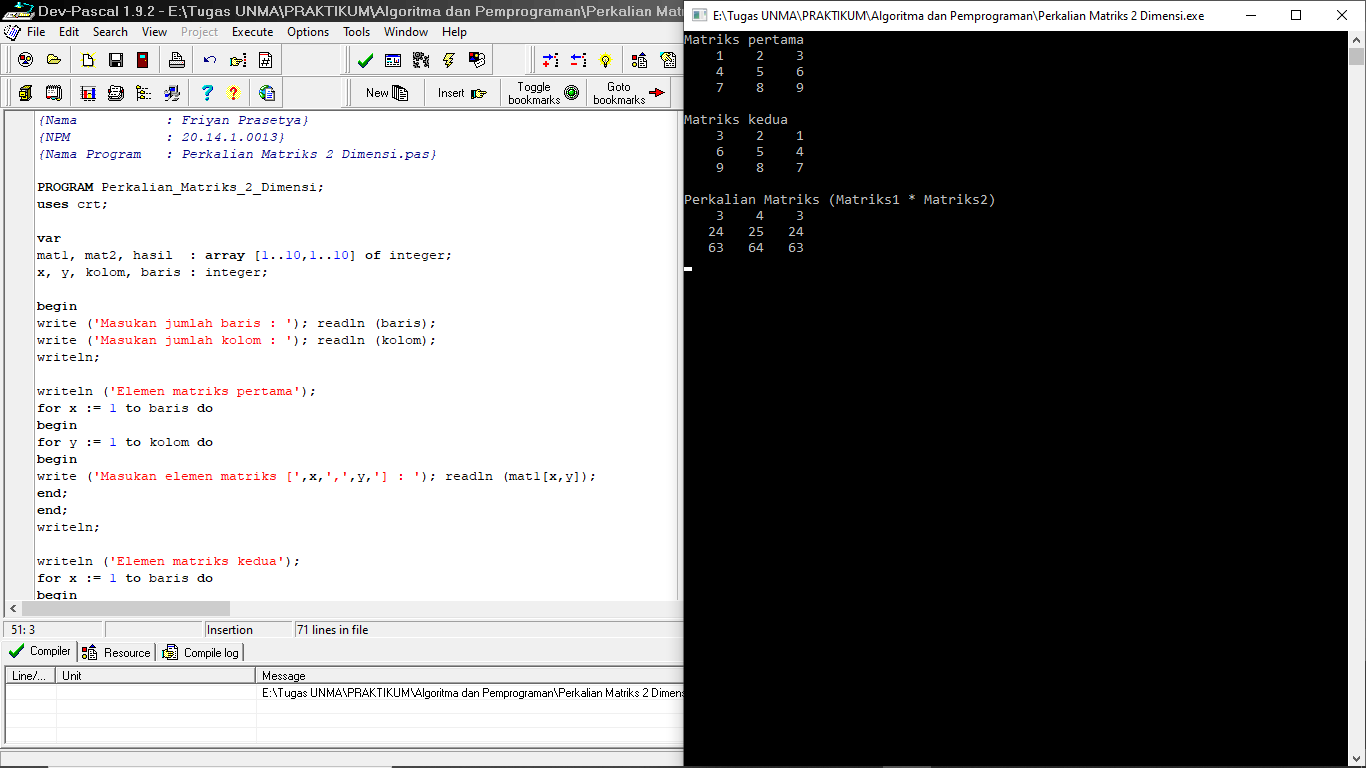 Dev-Pascal 1.9.2 - E:\Tugas UNMA\PRAKTIKUM\Algoritma dan Pemprograman\Perkalian Mat
File Edit Search View Project Execute Options Tools Window Help
New Insert Toggle bookmarks Goto bookmarks
{Nama : Friyan Prasetya}
{NPM : 20.14.1.0013}
{Nama Program : Perkalian Matriks 2 Dimensi.pas}
PROGRAM Perkalian_Matriks_2_Dimensi;
uses crt;
var
mat1, mat2, hasil : array [1..10,1..10] of integer;
x, y, kolom, baris : integer;
begin
write ('Masukan jumlah baris : '); readln (baris);
write ('Masukan jumlah kolom : '); readln (kolom);
writeln;
writeln ('Elemen matriks pertama');
for x := 1 to baris do
begin
for y := 1 to kolom do
begin
write ('Masukan elemen matriks [',x,',',y,'] : '); readln (mat1[x,y]);
end;
end;
writeln;
writeln ('Elemen matriks kedua');
for x := 1 to baris do
begin
51: 3 Insertion 71 lines in file
Compiler Resource Compile log
Line/... Unit Message
E:\Tugas UNMA\PRAKTIKUM\Algoritma dan Pemprograman\Perkalian Matriks 2 Dimens
E:\Tugas UNMA\PRAKTIKUM\Algoritma dan Pemprograman\Perkalian Matriks 2 Dimensi.exe
Matriks pertama
1 2 3
4 5 6
7 8 9
Matriks kedua
3 2 1
6 5 4
9 8 7
Perkalian Matriks (Matriks1 * Matriks2)
3 4 3
24 25 24
63 64 63